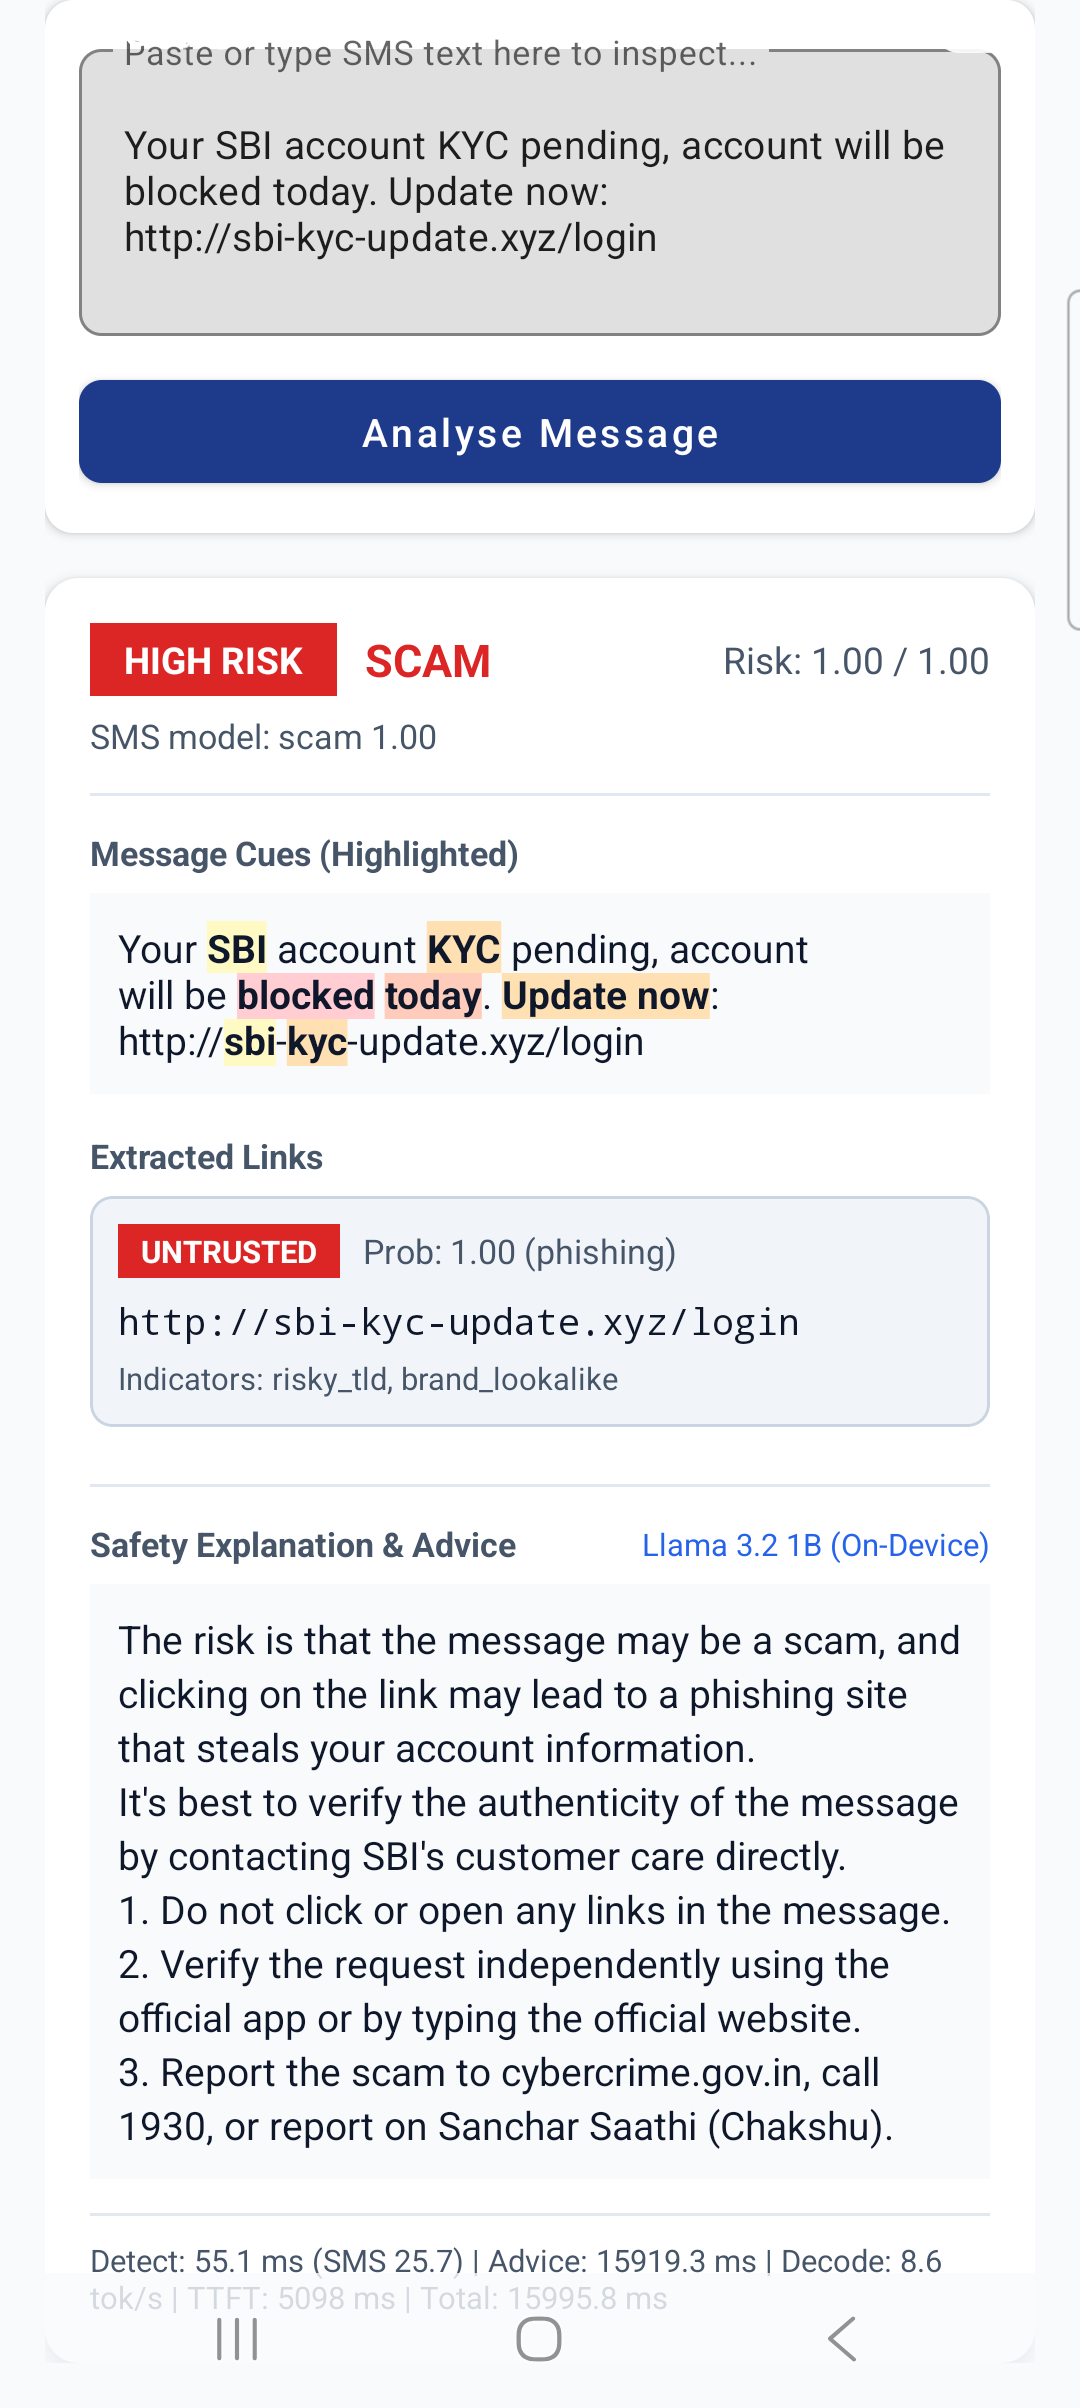 Paste or type SMS text here to inspect...
Your SBI account KYC pending, account will be
blocked today. Update now:
http://sbi-kyc-update.xyz/login
Analyse Message
HIGH RISK SCAM Risk: 1.00 / 1.00
SMS model: scam 1.00
Message Cues (Highlighted)
Your SBI account KYC pending, account
will be blocked today. Update now:
http://sbi-kyc-update.xyz/login
Extracted Links
UNTRUSTED Prob: 1.00 (phishing)
http://sbi-kyc-update.xyz/login
Indicators: risky_tld, brand_lookalike
Safety Explanation & Advice Llama 3.2 1B (On-Device)
The risk is that the message may be a scam, and
clicking on the link may lead to a phishing site
that steals your account information.
It's best to verify the authenticity of the message
by contacting SBI's customer care directly.
1. Do not click or open any links in the message.
2. Verify the request independently using the
official app or by typing the official website.
3. Report the scam to cybercrime.gov.in, call
1930, or report on Sanchar Saathi (Chakshu).
Detect: 55.1 ms (SMS 25.7) | Advice: 15919.3 ms | Decode: 8.6
tok/s | TTFT: 5098 ms | Total: 15995.8 ms